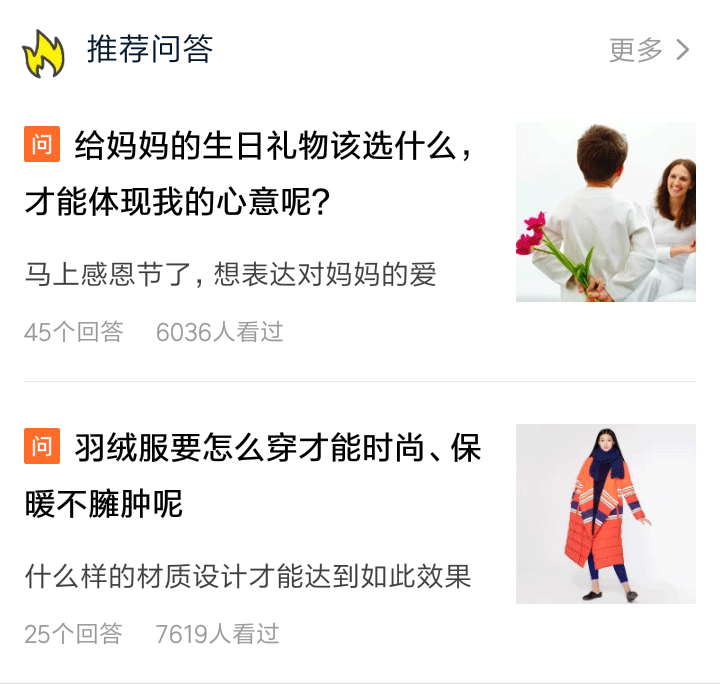 推荐问答
更多
问 给妈妈的生日礼物该选什么，
才能体现我的心意呢？
马上感恩节了，想表达对妈妈的爱
45个回答 6036人看过
问 羽绒服要怎么穿才能时尚、保
暖不臃肿呢
什么样的材质设计才能达到如此效果
25个回答 7619人看过